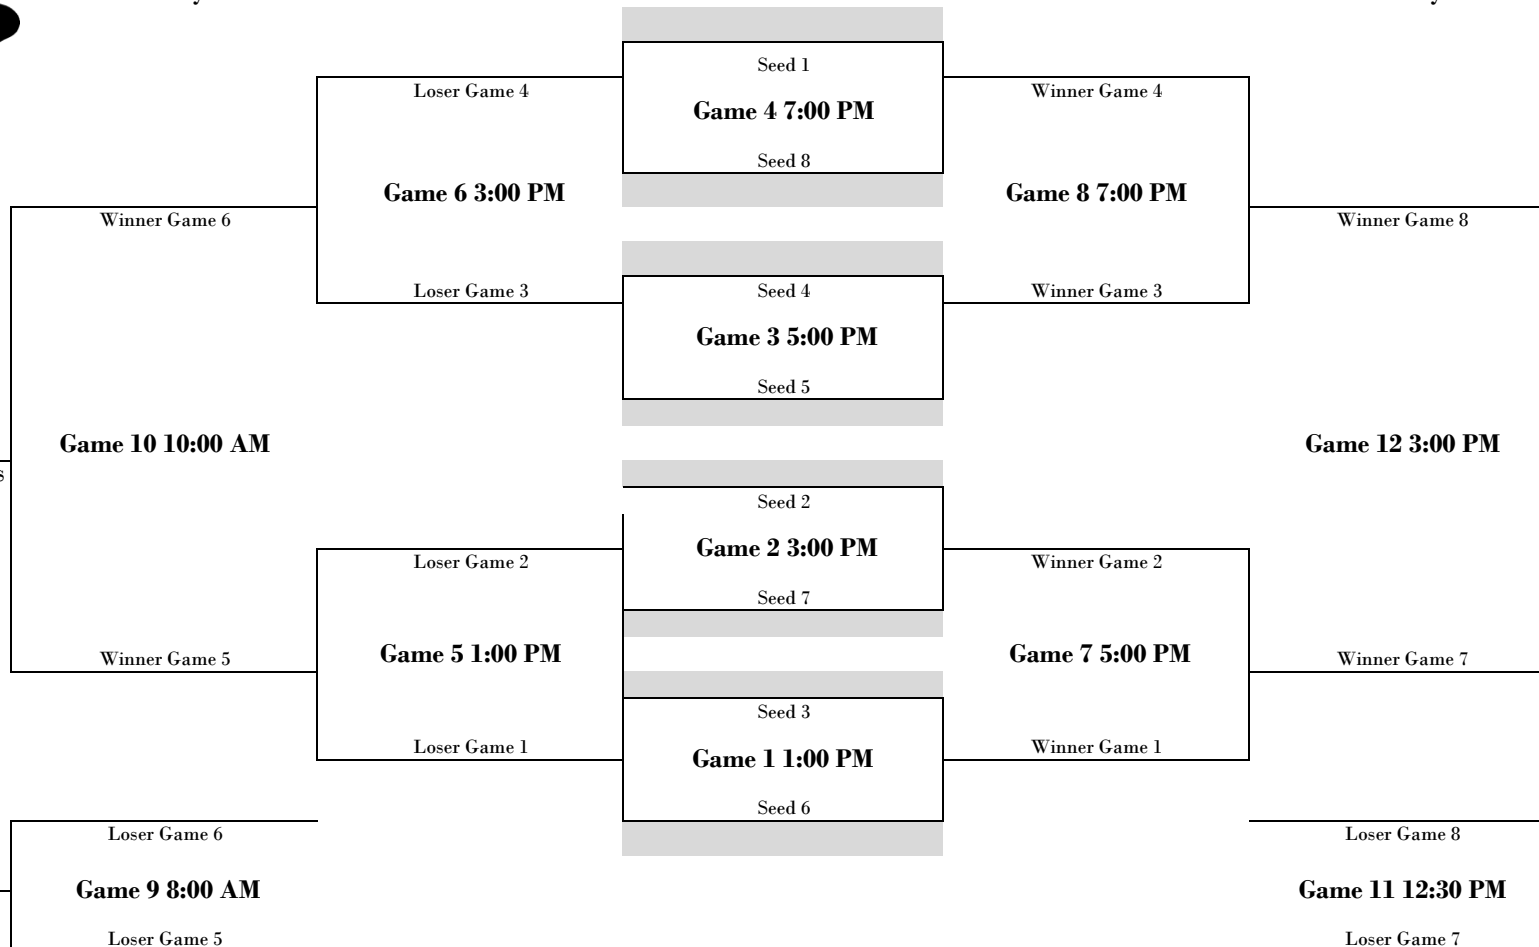 Seed 1
Loser Game 4
Winner Game 4
Game 4 7:00 PM
Seed 8
Game 6 3:00 PM
Game 8 7:00 PM
Winner Game 6
Winner Game 8
Loser Game 3
Seed 4
Winner Game 3
Game 3 5:00 PM
Seed 5
Game 10 10:00 AM
Game 12 3:00 PM
Seed 2
Game 2 3:00 PM
Loser Game 2
Winner Game 2
Seed 7
Game 5 1:00 PM
Game 7 5:00 PM
Winner Game 5
Winner Game 7
Seed 3
Loser Game 1
Winner Game 1
Game 1 1:00 PM
Seed 6
Loser Game 6
Loser Game 8
Game 9 8:00 AM
Game 11 12:30 PM
Loser Game 5
Loser Game 7